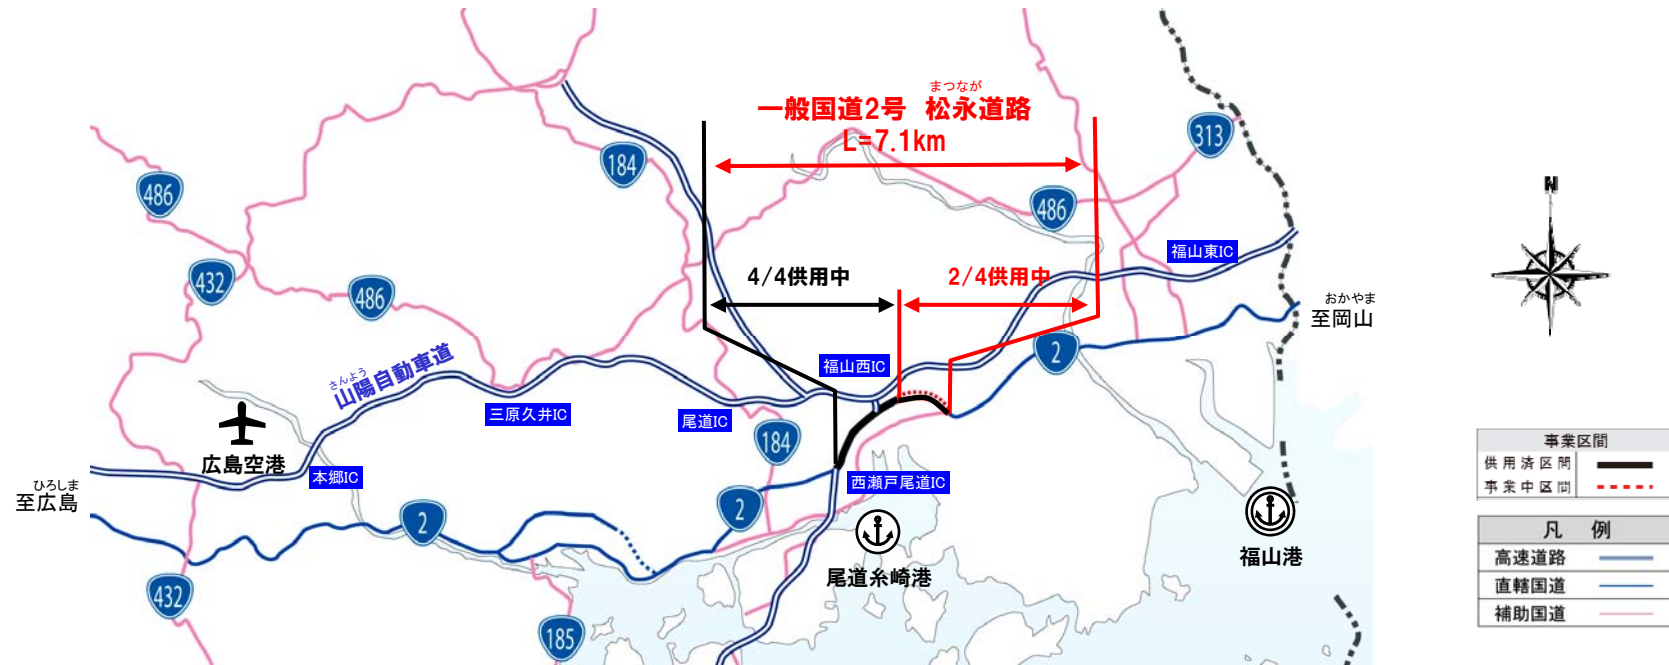 まつなが
一般国道2号 松永道路
L=7.1km
313
184
486
486
432
486
福山東IC
4/4供用中
2/4供用中
おかやま
至岡山
2
福山西IC
さんよう
山陽自動車道
三原久井IC
尾道IC
184
広島空港
本郷IC
西瀬戸尾道IC
ひろしま
至広島
2
2
尾道糸崎港
福山港
432
185
N
事業区間
供用済区間
事業中区間
凡 例
高速道路
直轄国道
補助国道